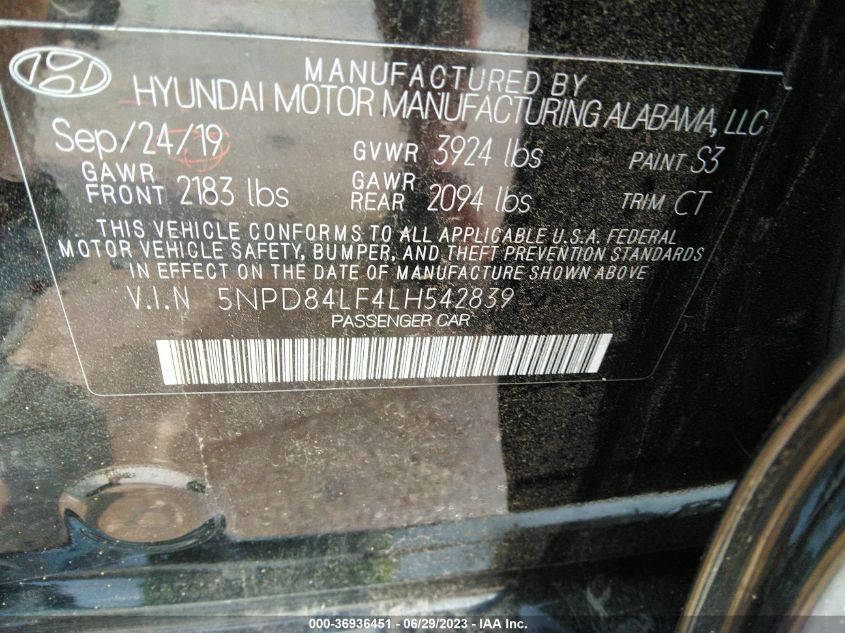 MANUFACTURED BY
HYUNDAI MOTOR MANUFACTURING ALABAMA, LLC
Sep/24/19 GVWR 3924 lbs PAINT S3
GAWR FRONT 2183 lbs GAWR REAR 2094 lbs TRIM CT
THIS VEHICLE CONFORMS TO ALL APPLICABLE U.S.A. FEDERAL
MOTOR VEHICLE SAFETY, BUMPER, AND THEFT PREVENTION STANDARDS
IN EFFECT ON THE DATE OF MANUFACTURE SHOWN ABOVE
V.I.N 5NPD84LF4LH542839
PASSENGER CAR
000-36936451 - 06/29/2023 - IAA Inc.